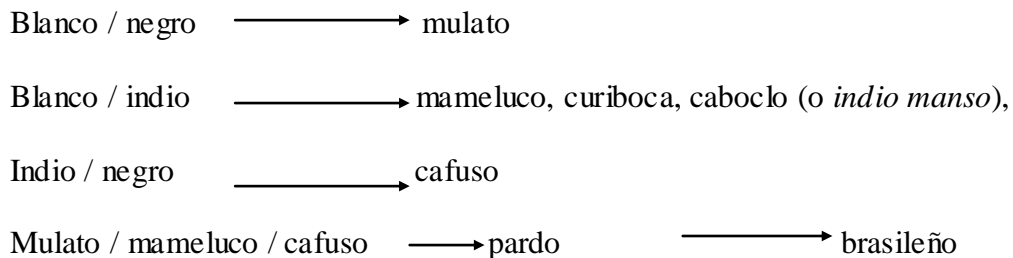 Blanco / negro mulato
Blanco / indio mameluco, curiboca, caboclo (o indio manso),
Indio / negro cafuso
Mulato / mameluco / cafuso pardo brasileño